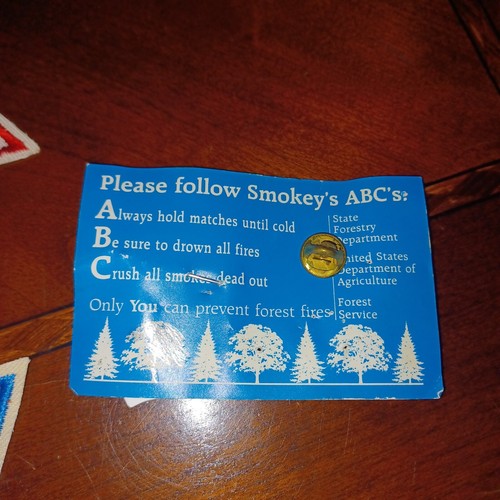 Please follow Smokey's ABC's:
Always hold matches until cold
Be sure to drown all fires
Crush all smokes dead out
Only You can prevent forest fires.
State
Forestry
Department
United States
Department of
Agriculture
Forest
Service